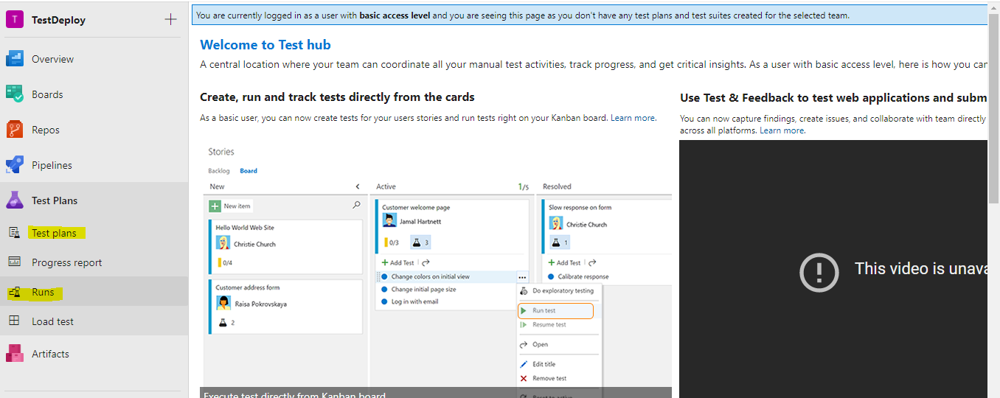 T TestDeploy
Overview
Boards
Repos
Pipelines
Test Plans
Test plans
Progress report
Runs
Load test
Artifacts
You are currently logged in as a user with basic access level and you are seeing this page as you don't have any test plans and test suites created for the selected team.
Welcome to Test hub
A central location where your team can coordinate all your manual test activities, track progress, and get critical insights. As a user with basic access level, here is how you can
Create, run and track tests directly from the cards
As a basic user, you can now create tests for your users stories and run tests right on your Kanban board. Learn more.
Stories
Backlog Board
New
New item
Hello World Web Site
Christie Church
0/4
Customer address form
Raisa Pokrovskaya
2
Active 1/5
Customer welcome page
Jamal Hartnett
0/3 3
Add Test
Change colors on initial view
Change initial page size
Log in with email
Do exploratory testing
Run test
Resume test
Open
Edit title
Remove test
Reset to active
Resolved
Slow response on form
Christie Church
1
Add Test
Calibrate response
Execute test directly from Kanban board
Use Test & Feedback to test web applications and subm
You can now capture findings, create issues, and collaborate with team directly
across all platforms. Learn more.
This video is unava